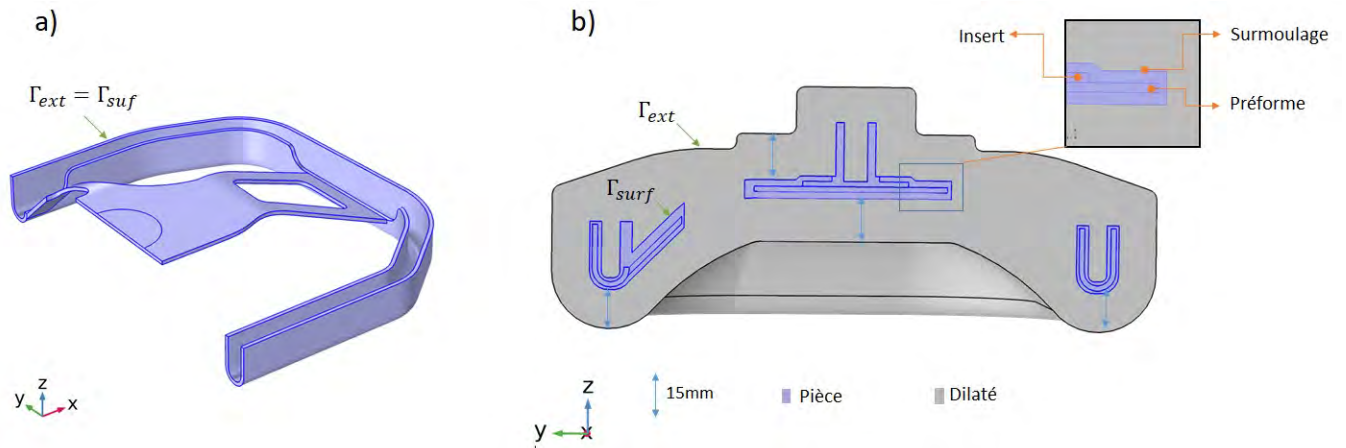 a)
Γext = Γsuf
z
y
x
b)
Γext
Γsurf
Insert
Surmoulage
Préforme
15mm
Pièce
Dilaté
z
y
x